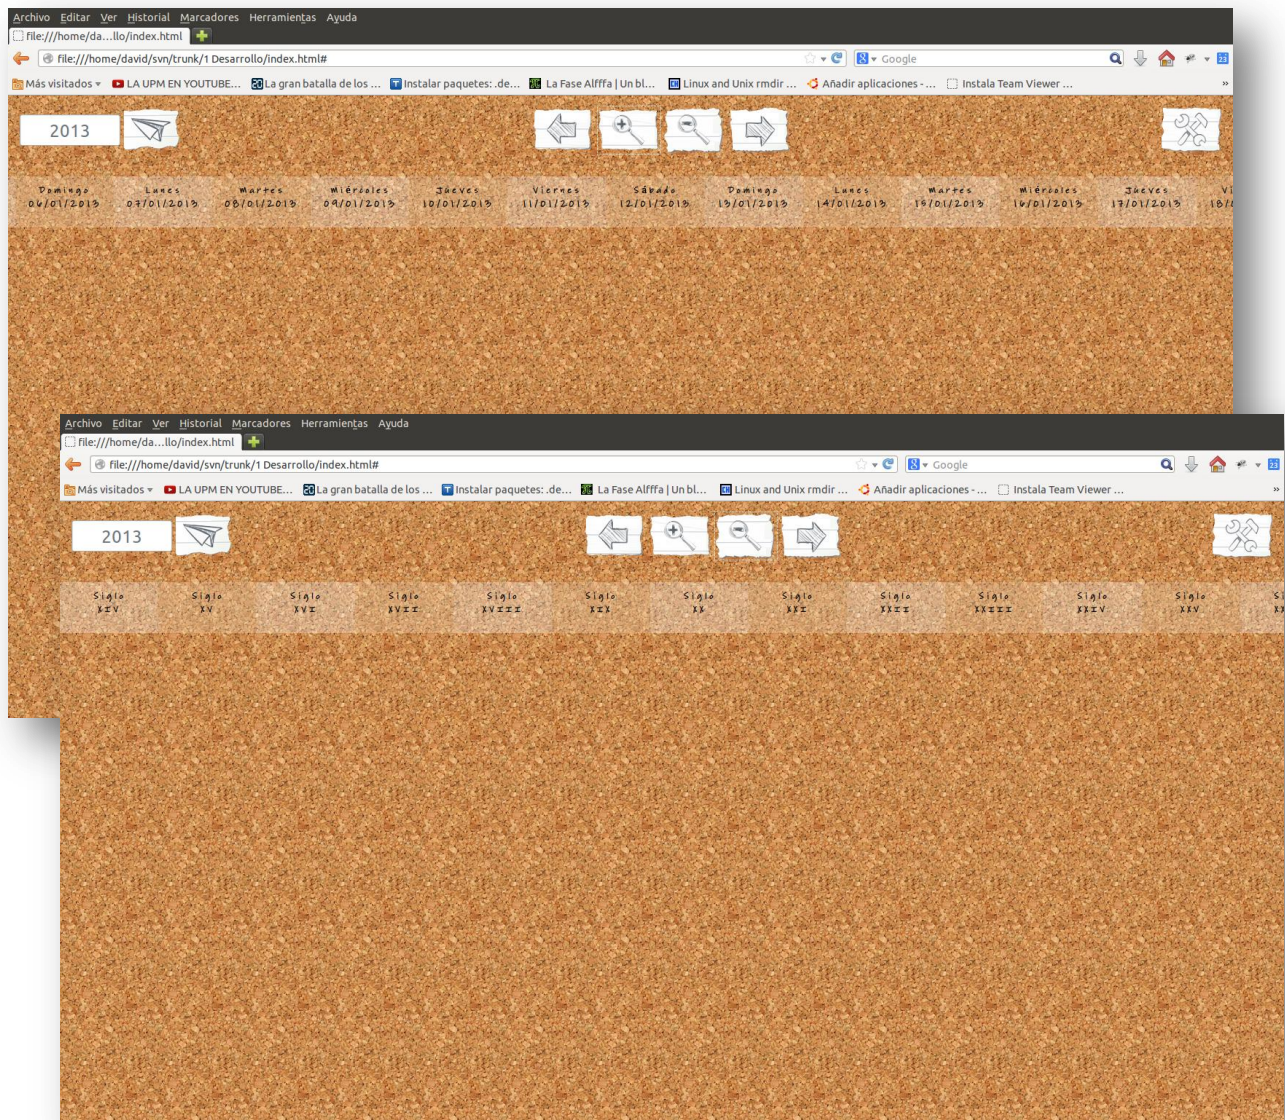 Archivo Editar Ver Historial Marcadores Herramientas Ayuda
file:///home/da...llo/index.html
file:///home/david/svn/trunk/1 Desarrollo/index.html#
Google
Más visitados LA UPM EN YOUTUBE... La gran batalla de los ... Instalar paquetes: .de... La Fase Alfffa | Un bl... Linux and Unix rmdir ... Añadir aplicaciones - ... Instala Team Viewer ... »
2013
Domingo Lunes Martes Miércoles Jueves Viernes Sábado Domingo Lunes Martes Miércoles Jueves Vi
06/01/2013 07/01/2013 08/01/2013 09/01/2013 10/01/2013 11/01/2013 12/01/2013 13/01/2013 14/01/2013 15/01/2013 16/01/2013 17/01/2013 18/
Archivo Editar Ver Historial Marcadores Herramientas Ayuda
file:///home/da...llo/index.html
file:///home/david/svn/trunk/1 Desarrollo/index.html#
Google
Más visitados LA UPM EN YOUTUBE... La gran batalla de los ... Instalar paquetes: .de... La Fase Alfffa | Un bl... Linux and Unix rmdir ... Añadir aplicaciones - ... Instala Team Viewer ... »
2013
Siglo Siglo Siglo Siglo Siglo Siglo Siglo Siglo Siglo Siglo Siglo Siglo Si
XIV XV XVI XVII XVIII XIX XX XXI XXII XXIII XXIV XXV XX